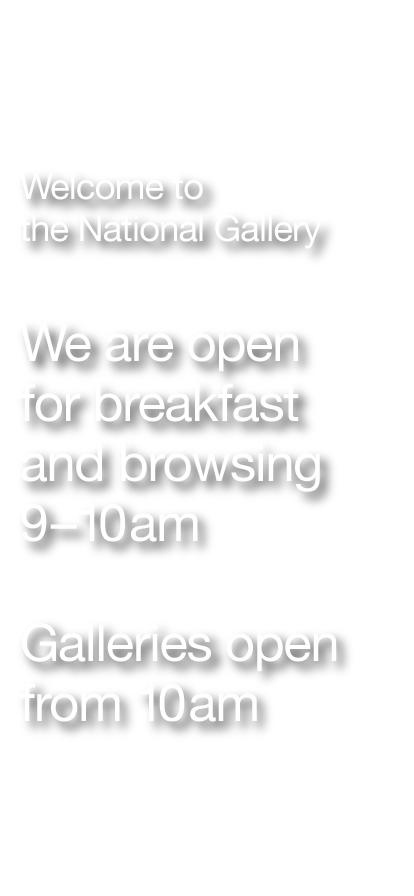 Welcome to
the National Gallery
We are open
for breakfast
and browsing
9–10am
Galleries open
from 10am